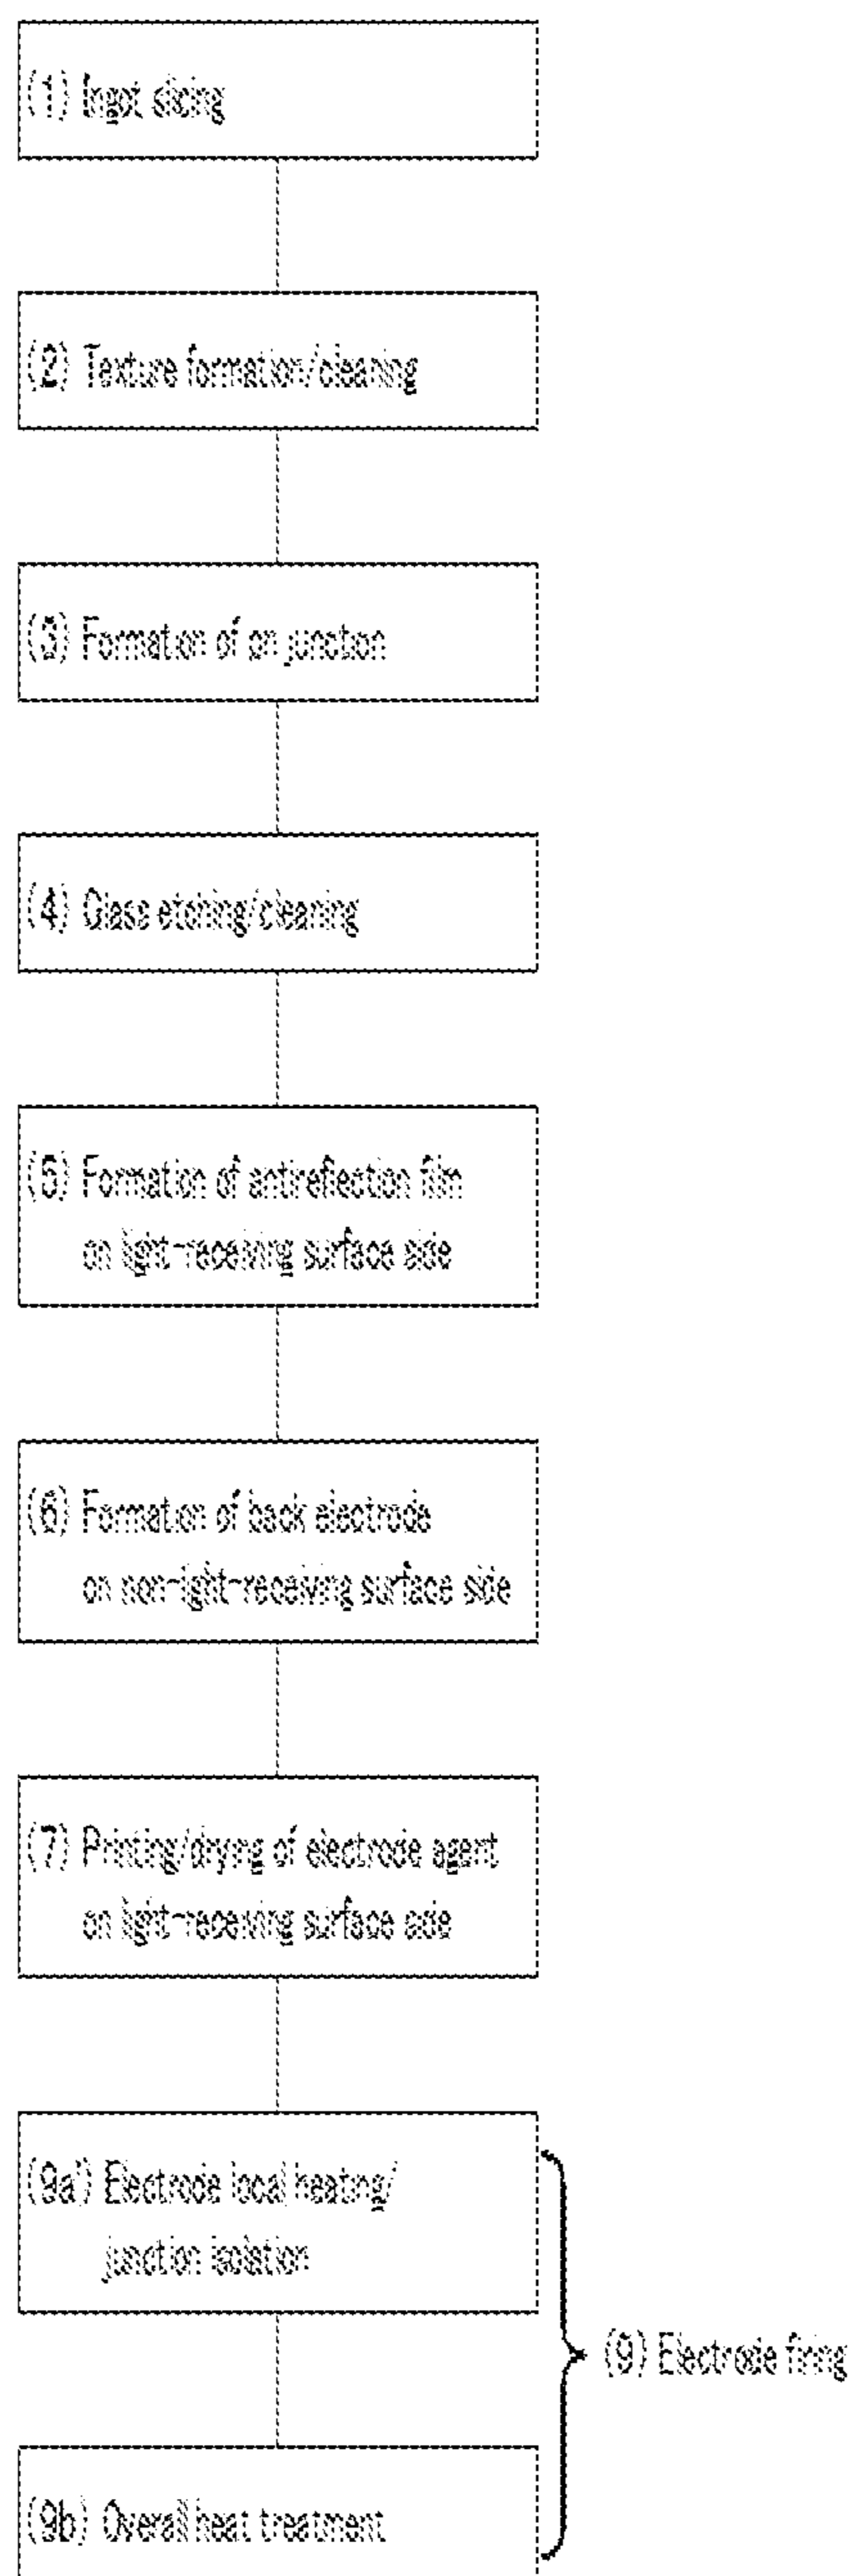 (1) Ingot slicing
(2) Texture formation/cleaning
(3) Formation of pn junction
(4) Glass etching/cleaning
(5) Formation of antireflection film
on light-receiving surface side
(6) Formation of back electrode
on non-light-receiving surface side
(7) Printing/drying of electrode agent
on light-receiving surface side
(9a') Electrode local heating/
junction isolation
(9) Electrode firing
(9b) Overall heat treatment